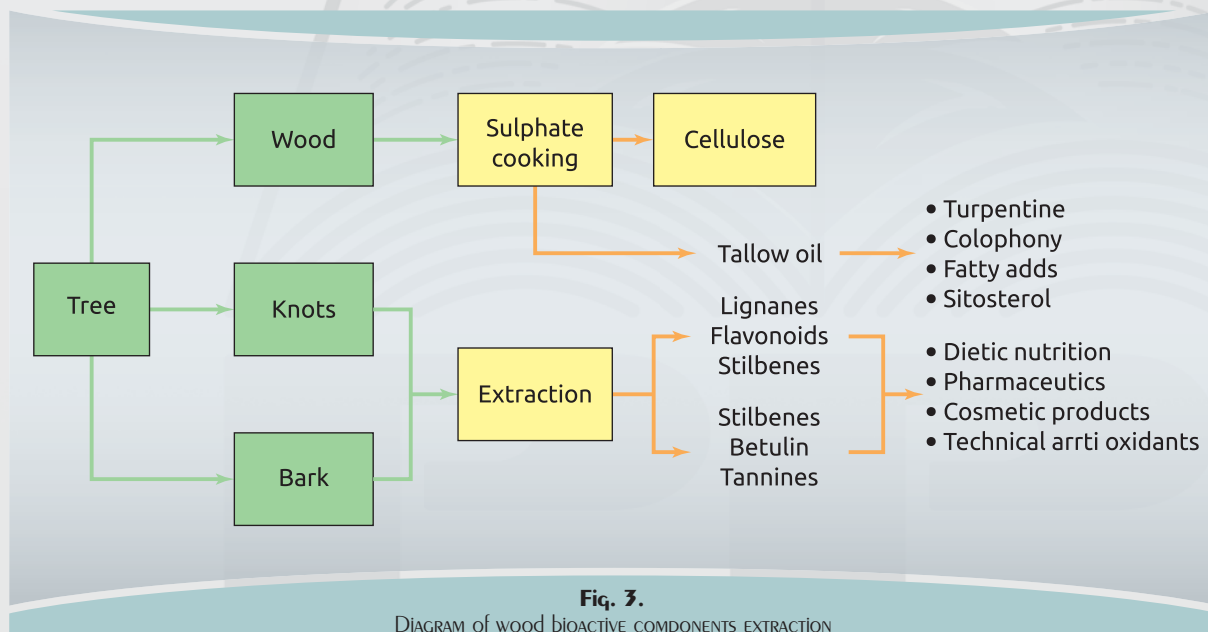 Wood
Sulphate
cooking
Cellulose
Tree
Knots
Bark
Extraction
Tallow oil
• Turpentine
• Colophony
• Fatty adds
• Sitosterol
Lignanes
Flavonoids
Stilbenes
Stilbenes
Betulin
Tannines
• Dietic nutrition
• Pharmaceutics
• Cosmetic products
• Technical arrti oxidants
Fig. 3.
Diagram of wood bioactive components extraction